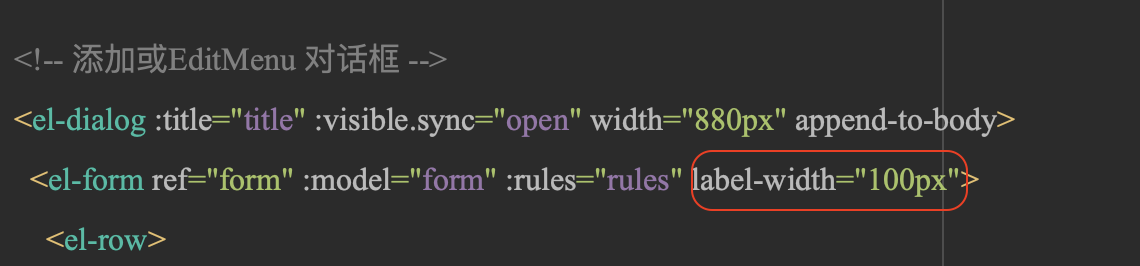 <!-- 添加或EditMenu 对话框 -->
<el-dialog :title="title" :visible.sync="open" width="880px" append-to-body>
<el-form ref="form" :model="form" :rules="rules" label-width="100px">
<el-row>